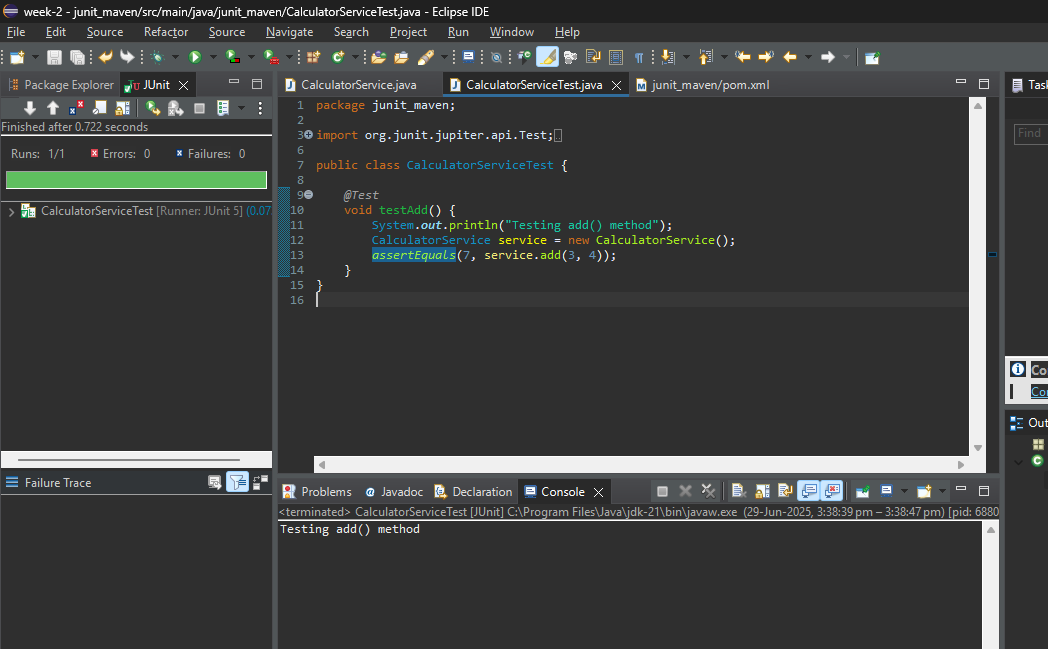 week-2 - junit_maven/src/main/java/junit_maven/CalculatorServiceTest.java - Eclipse IDE
File Edit Source Refactor Source Navigate Search Project Run Window Help
Package Explorer JUnit
CalculatorService.java CalculatorServiceTest.java junit_maven/pom.xml
Task
Finished after 0.722 seconds
Runs: 1/1 Errors: 0 Failures: 0
CalculatorServiceTest [Runner: JUnit 5] (0.07
1 package junit_maven;
2
3 import org.junit.jupiter.api.Test;
6
7 public class CalculatorServiceTest {
8
9 @Test
10 void testAdd() {
11 System.out.println("Testing add() method");
12 CalculatorService service = new CalculatorService();
13 assertEquals(7, service.add(3, 4));
14 }
15 }
16
Find
Co
Co
Out
Failure Trace
Problems Javadoc Declaration Console
<terminated> CalculatorServiceTest [JUnit] C:\Program Files\Java\jdk-21\bin\javaw.exe (29-Jun-2025, 3:38:39 pm – 3:38:47 pm) [pid: 6880
Testing add() method